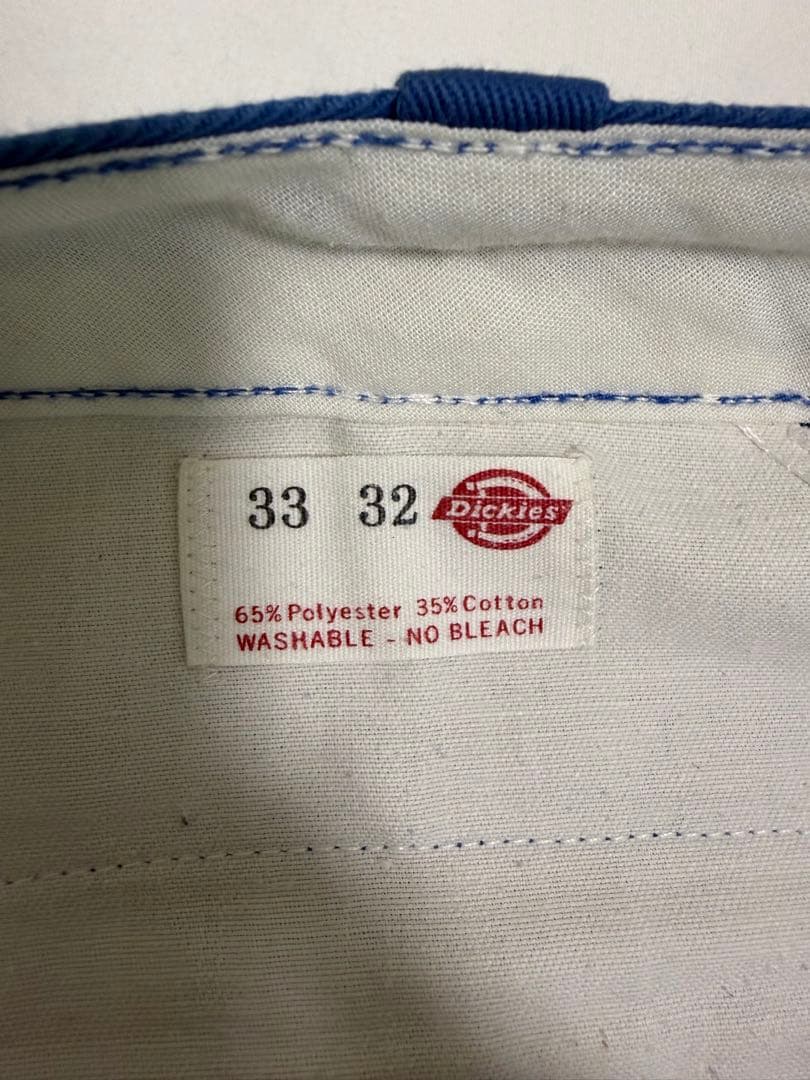 33 32 Dickies
65% Polyester 35% Cotton
WASHABLE - NO BLEACH